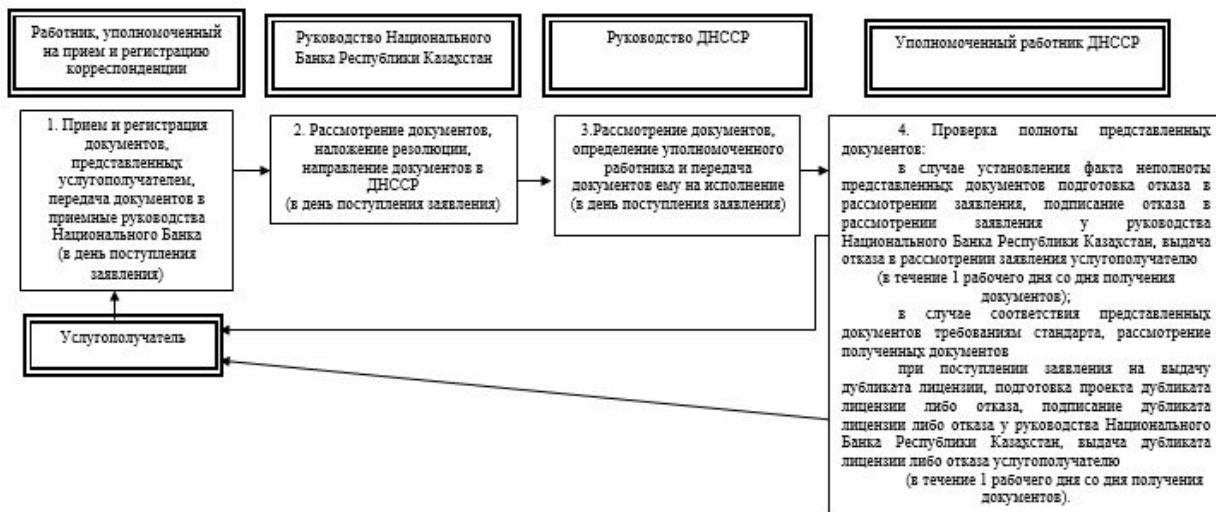 Работник, уполномоченный
на прием и регистрацию
корреспонденции
Руководство Национального
Банка Республики Казахстан
Руководство ДНССР
Уполномоченный работник ДНССР
1. Прием и регистрация
документов,
представленных
услугополучателем,
передача документов в
приемные руководства
Национального Банка
(в день поступления
заявления)
2. Рассмотрение документов,
наложение резолюции,
направление документов в
ДНССР
(в день поступления заявления)
3.Рассмотрение документов,
определение уполномоченного
работника и передача
документов ему на исполнение
(в день поступления заявления)
4. Проверка полноты представленных
документов:
в случае установления факта неполноты
представленных документов подготовка отказа в
рассмотрении заявления, подписание отказа в
рассмотрении заявления у руководства
Национального Банка Республики Казахстан, выдача
отказа в рассмотрении заявления услугополучателю
(в течение 1 рабочего дня со дня получения
документов);
в случае соответствия представленных
документов требованиям стандарта, рассмотрение
полученных документов
при поступлении заявления на выдачу
дубликата лицензии, подготовка проекта дубликата
лицензии либо отказа, подписание дубликата
лицензии либо отказа у руководства Национального
Банка Республики Казахстан, выдача дубликата
лицензии либо отказа услугополучателю
(в течение 1 рабочего дня со дня получения
документов).
Услугополучатель